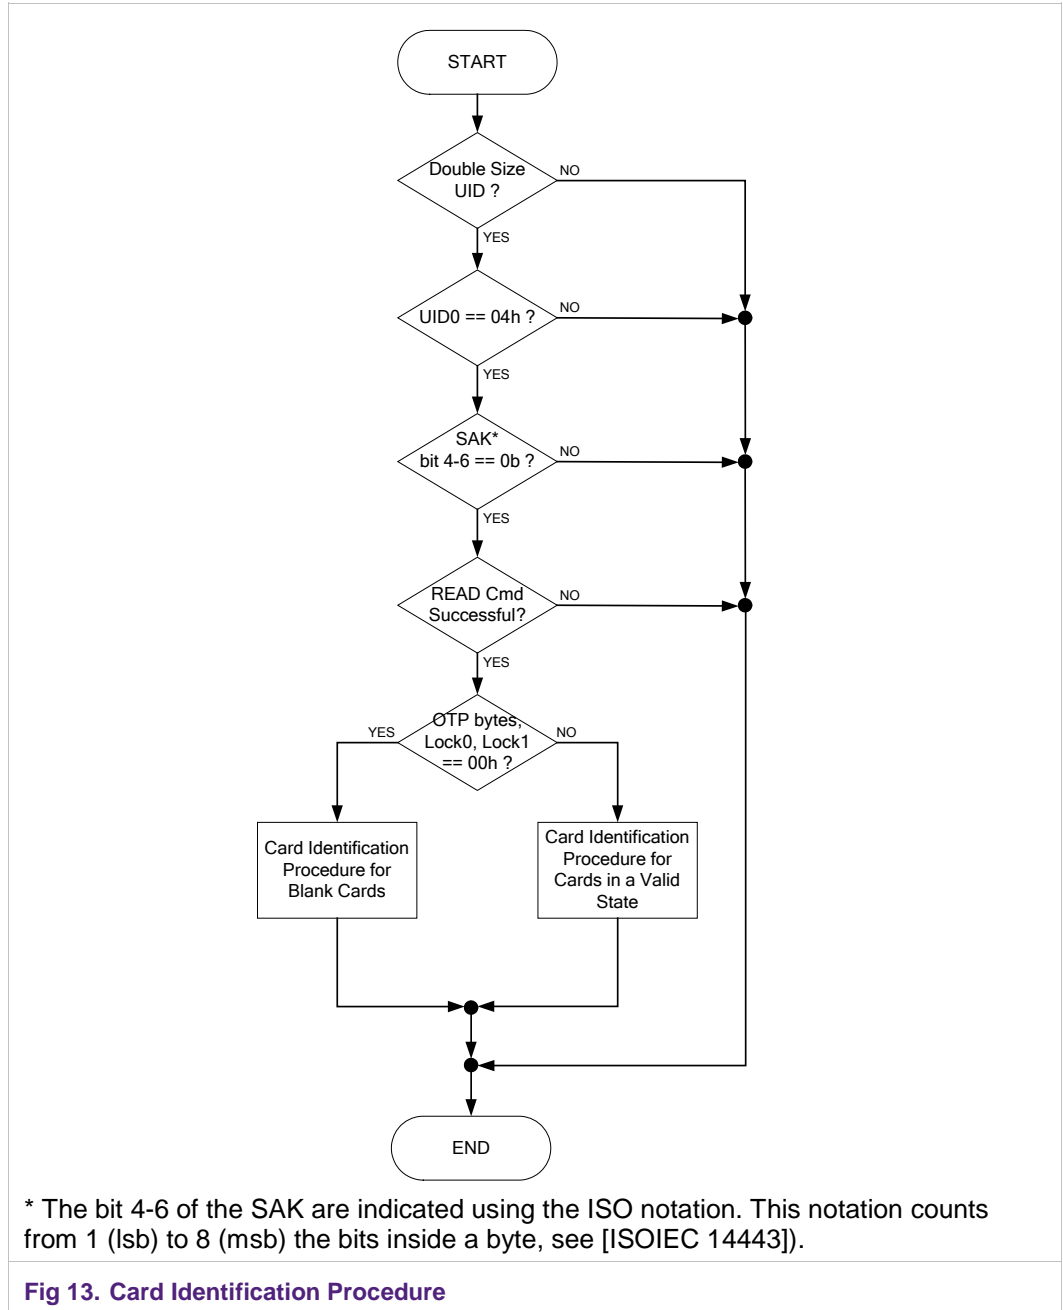 START
Double Size
UID ?
NO
YES
UID0 == 04h ?
NO
YES
SAK*
bit 4-6 == 0b ?
NO
YES
READ Cmd
Successful?
NO
YES
OTP bytes,
Lock0, Lock1
== 00h ?
YES
NO
Card Identification
Procedure for
Blank Cards
Card Identification
Procedure for
Cards in a Valid
State
END
* The bit 4-6 of the SAK are indicated using the ISO notation. This notation counts
from 1 (lsb) to 8 (msb) the bits inside a byte, see [ISOIEC 14443]).
Fig 13. Card Identification Procedure